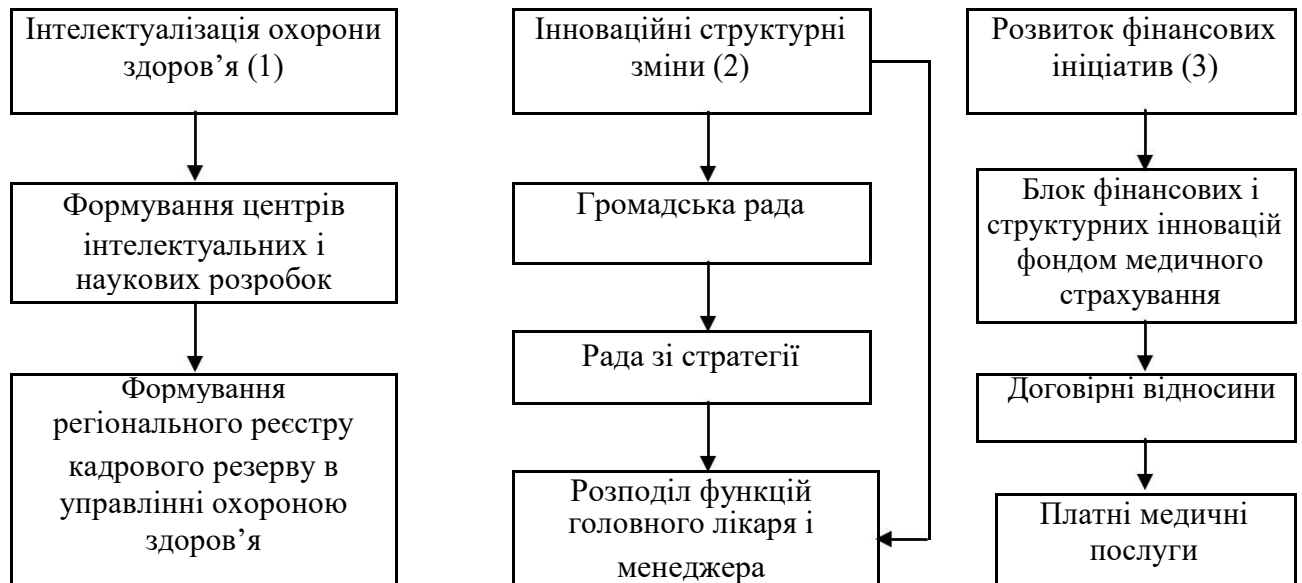 Інтелектуалізація охорони
здоров’я (1)
Формування центрів
інтелектуальних і
наукових розробок
Формування
регіонального реєстру
кадрового резерву в
управлінні охороною
здоров’я
Інноваційні структурні
зміни (2)
Громадська рада
Рада зі стратегії
Розподіл функцій
головного лікаря і
менеджера
Розвиток фінансових
ініціатив (3)
Блок фінансових і
структурних інновацій
фондом медичного
страхування
Договірні відносини
Платні медичні
послуги